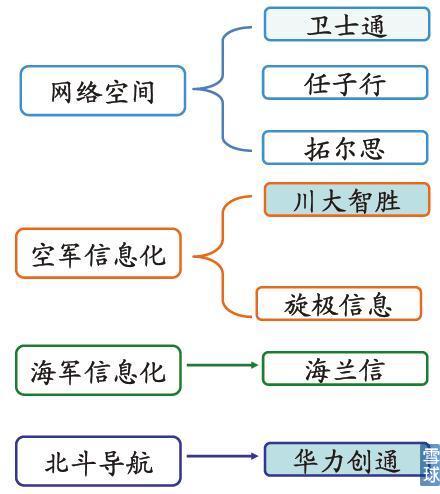 网络空间
卫士通
任子行
拓尔思
空军信息化
川大智胜
旋极信息
海军信息化
海兰信
北斗导航
华力创通
雪球